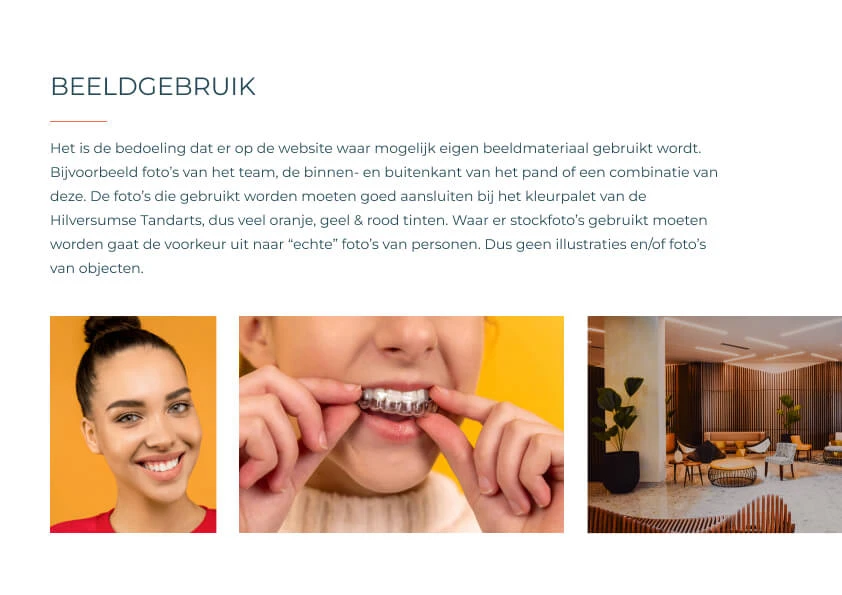 BEELDGEBRUIK
Het is de bedoeling dat er op de website waar mogelijk eigen beeldmateriaal gebruikt wordt.
Bijvoorbeeld foto’s van het team, de binnen- en buitenkant van het pand of een combinatie van
deze. De foto’s die gebruikt worden moeten goed aansluiten bij het kleurpalet van de
Hilversumse Tandarts, dus veel oranje, geel & rood tinten. Waar er stockfoto’s gebruikt moeten
worden gaat de voorkeur uit naar “echte” foto’s van personen. Dus geen illustraties en/of foto’s
van objecten.